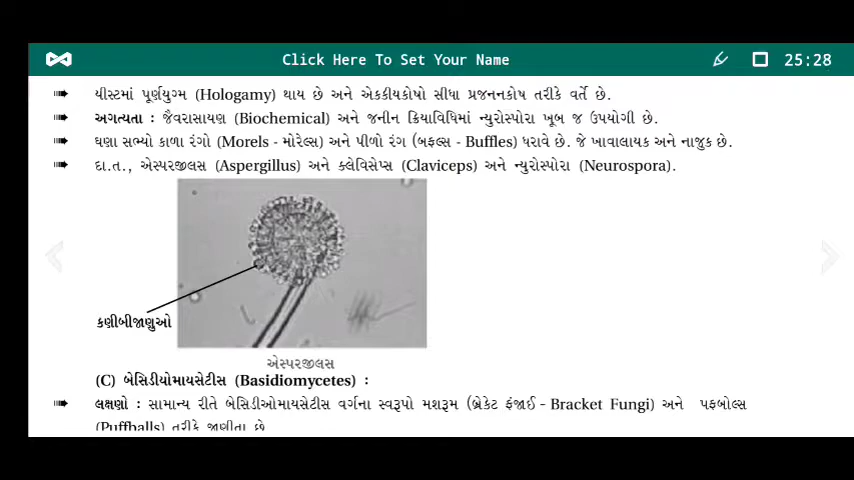 Click Here To Set Your Name
25:28
યીસ્ટમાં પૂર્ણયુગ્મ (Hologamy) થાય છે અને એકકીયકોષો સીધા પ્રજનનકોષ તરીકે વર્તે છે.
અગત્યતા : જૈવરાસાયણ (Biochemical) અને જનીન ક્રિયાવિધિમાં ન્યુરોસ્પોરા ખૂબ જ ઉપયોગી છે.
ઘણા સભ્યો કાળા રંગો (Morels - મોરેલ્સ) અને પીળો રંગ (બફલ્સ - Buffles) ધરાવે છે. જે ખાવાલાયક અને નાજુક છે.
દા.ત., એસ્પરજીલસ (Aspergillus) અને ક્લેવિસેપ્સ (Claviceps) અને ન્યુરોસ્પોરા (Neurospora).
કણીબીજાણુઓ
એસ્પરજીલસ
(C) બેસિડીયોમાયસેટીસ (Basidiomycetes) :
લક્ષણો : સામાન્ય રીતે બેસિડીઓમાયસેટીસ વર્ગના સ્વરૂપો મશરૂમ (બ્રેકેટ ફંજાઈ - Bracket Fungi) અને પફબોલ્સ
(Puffballs) તરીકે જાણીતા છે